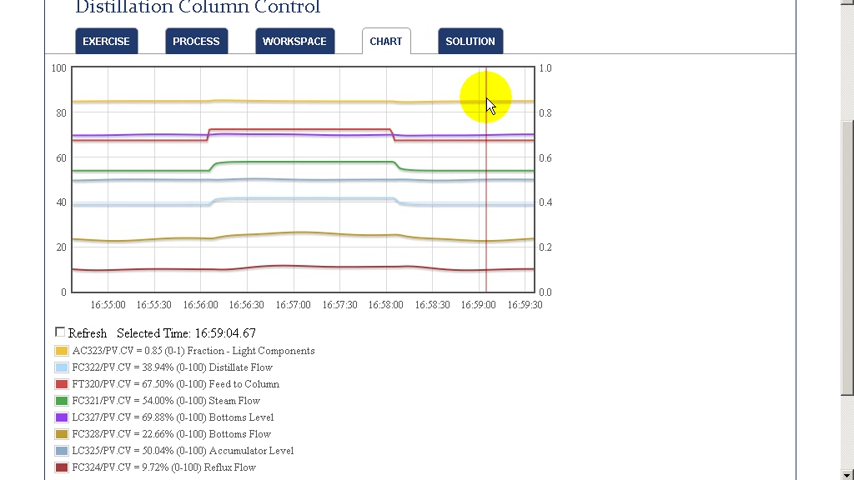 Distillation Column Control
EXERCISE PROCESS WORKSPACE CHART SOLUTION
100 1.0
80 0.8
60 0.6
40 0.4
20 0.2
0 0.0
16:55:00 16:55:30 16:56:00 16:56:30 16:57:00 16:57:30 16:58:00 16:58:30 16:59:00 16:59:30
Refresh Selected Time: 16:59:04.67
AC323/PV.CV = 0.85 (0-1) Fraction - Light Components
FC322/PV.CV = 38.94% (0-100) Distillate Flow
FT320/PV.CV = 67.50% (0-100) Feed to Column
FC321/PV.CV = 54.00% (0-100) Steam Flow
LC327/PV.CV = 69.88% (0-100) Bottoms Level
FC328/PV.CV = 22.66% (0-100) Bottoms Flow
LC325/PV.CV = 50.04% (0-100) Accumulator Level
FC324/PV.CV = 9.72% (0-100) Reflux Flow